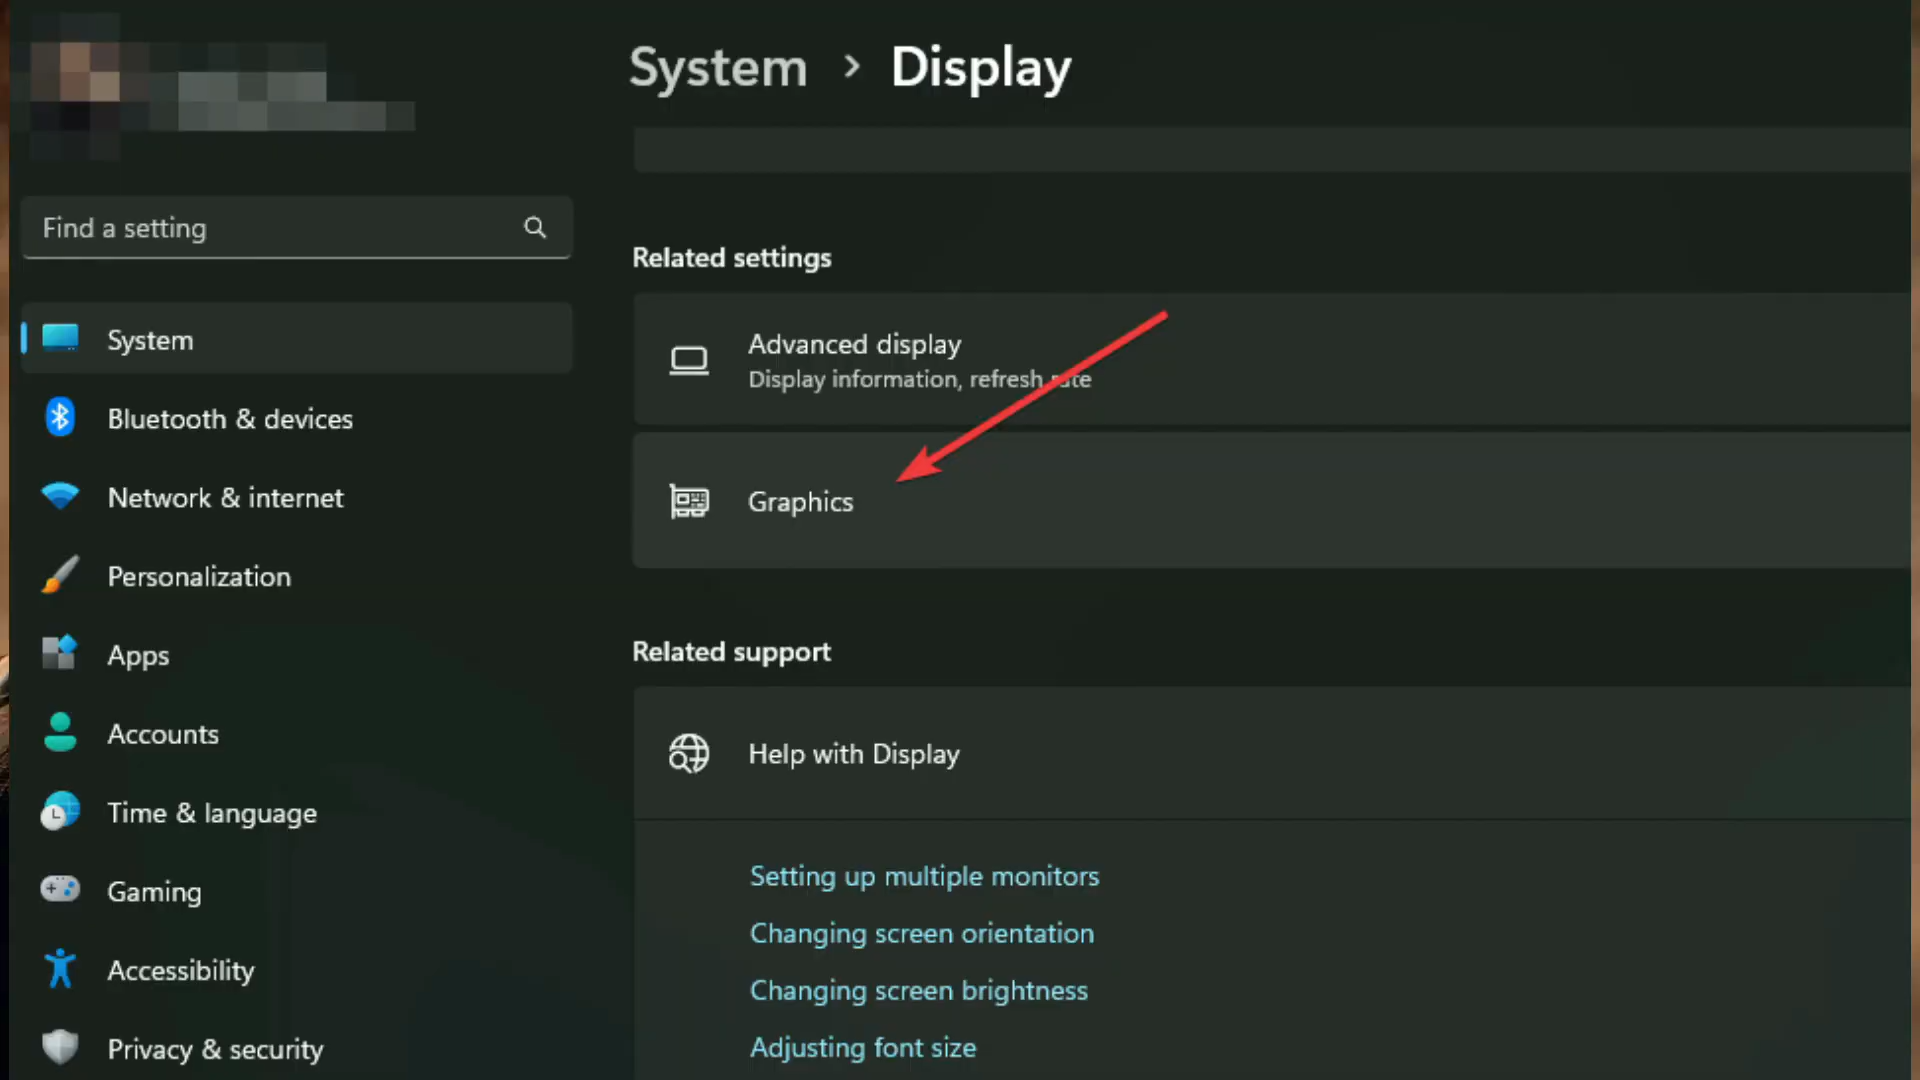 System > Display
Find a setting
System
Bluetooth & devices
Network & internet
Personalization
Apps
Accounts
Time & language
Gaming
Accessibility
Privacy & security
Related settings
Advanced display
Display information, refresh rate
Graphics
Related support
Help with Display
Setting up multiple monitors
Changing screen orientation
Changing screen brightness
Adjusting font size